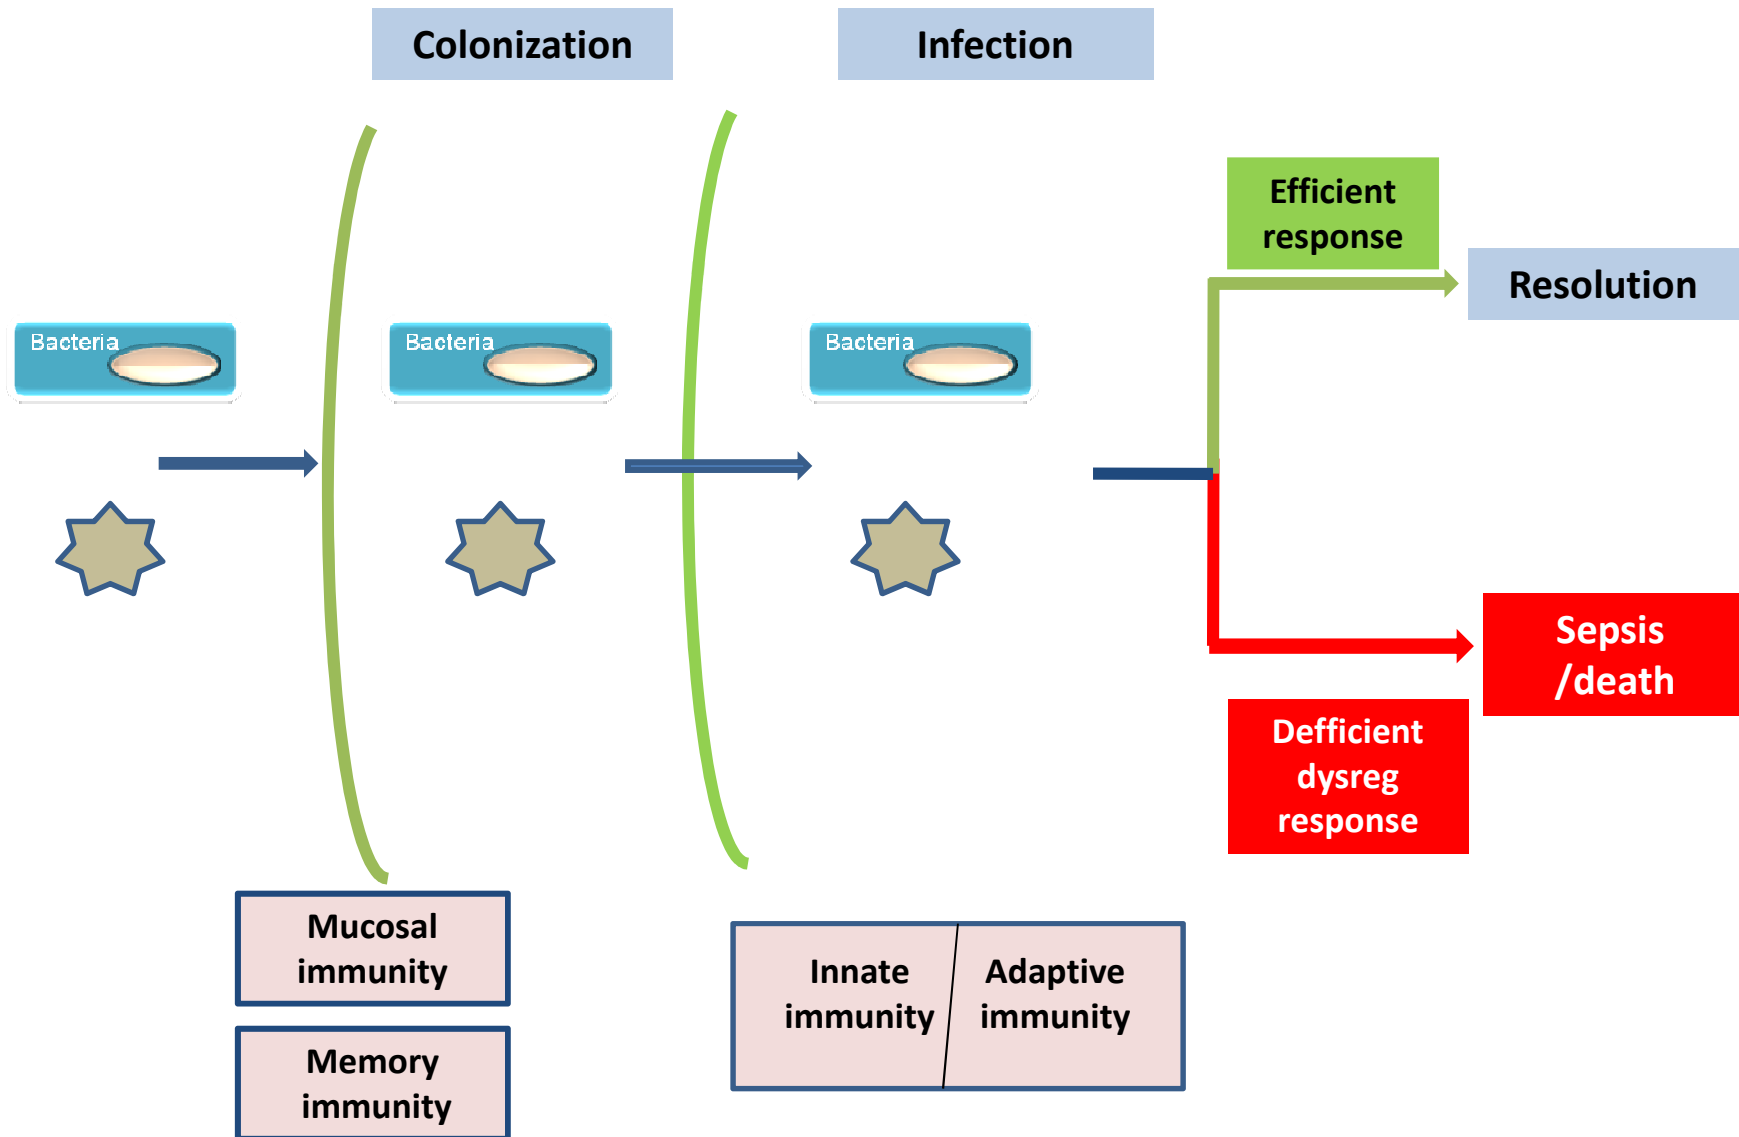 Colonization
Infection
Efficient
response
Resolution
Bacteria
Bacteria
Bacteria
Sepsis
/death
Defficient
dysreg
response
Mucosal
immunity
Innate
immunity
Adaptive
immunity
Memory
immunity